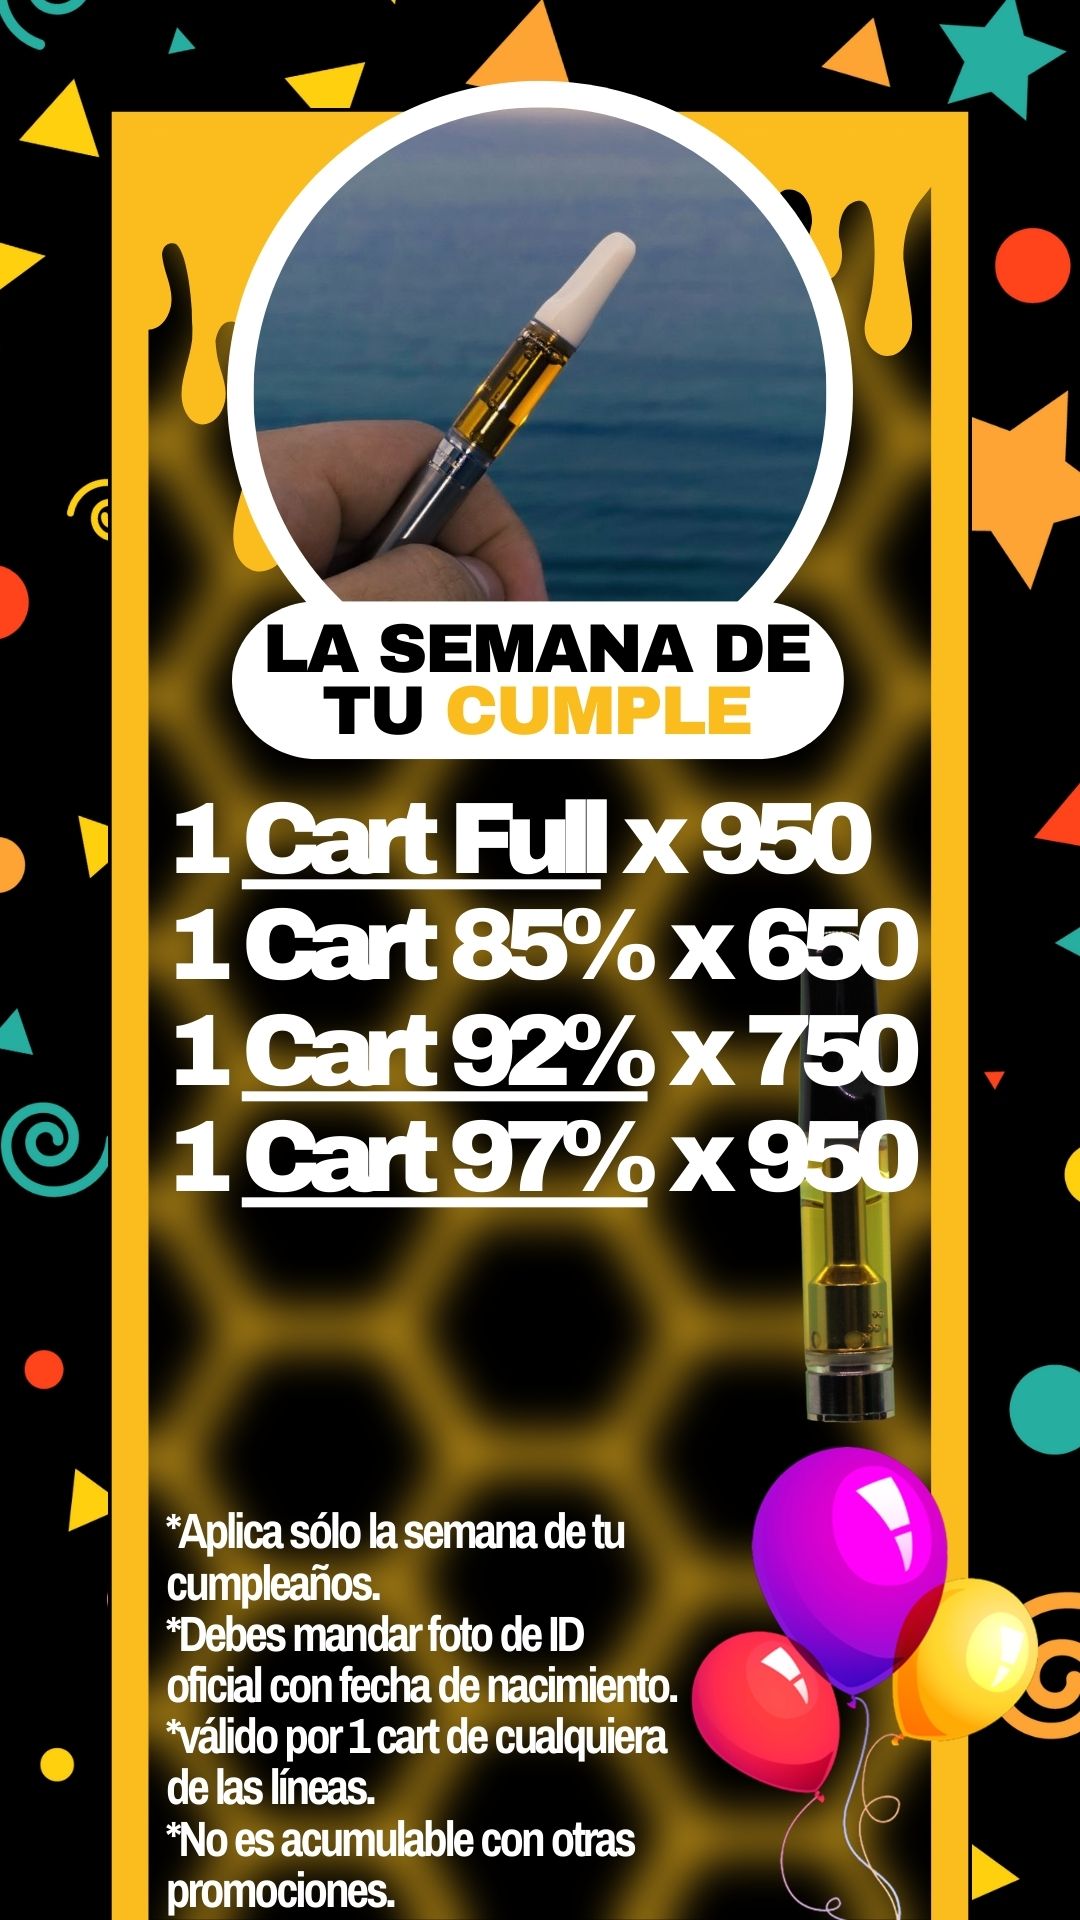 LA SEMANA DE
TU CUMPLE
1 Cart Full x 950
1 Cart 85% x 650
1 Cart 92% x 750
1 Cart 97% x 950
*Aplica sólo la semana de tu
cumpleaños.
*Debes mandar foto de ID
oficial con fecha de nacimiento.
*válido por 1 cart de cualquiera
de las líneas.
*No es acumulable con otras
promociones.